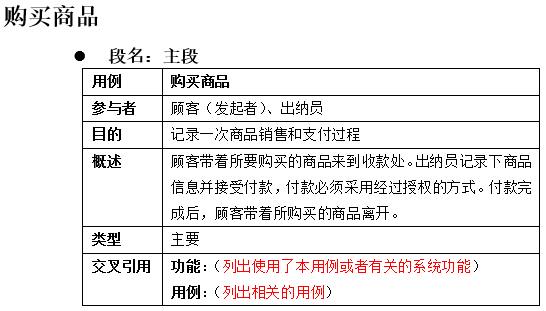 购买商品
● 段名：主段
用例 购买商品
参与者 顾客（发起者）、出纳员
目的 记录一次商品销售和支付过程
概述 顾客带着所要购买的商品来到收款处。出纳员记录下商品
信息并接受付款，付款必须采用经过授权的方式。付款完
成后，顾客带着所购买的商品离开。
类型 主要
交叉引用 功能：（列出使用了本用例或者有关的系统功能）
用例：（列出相关的用例）